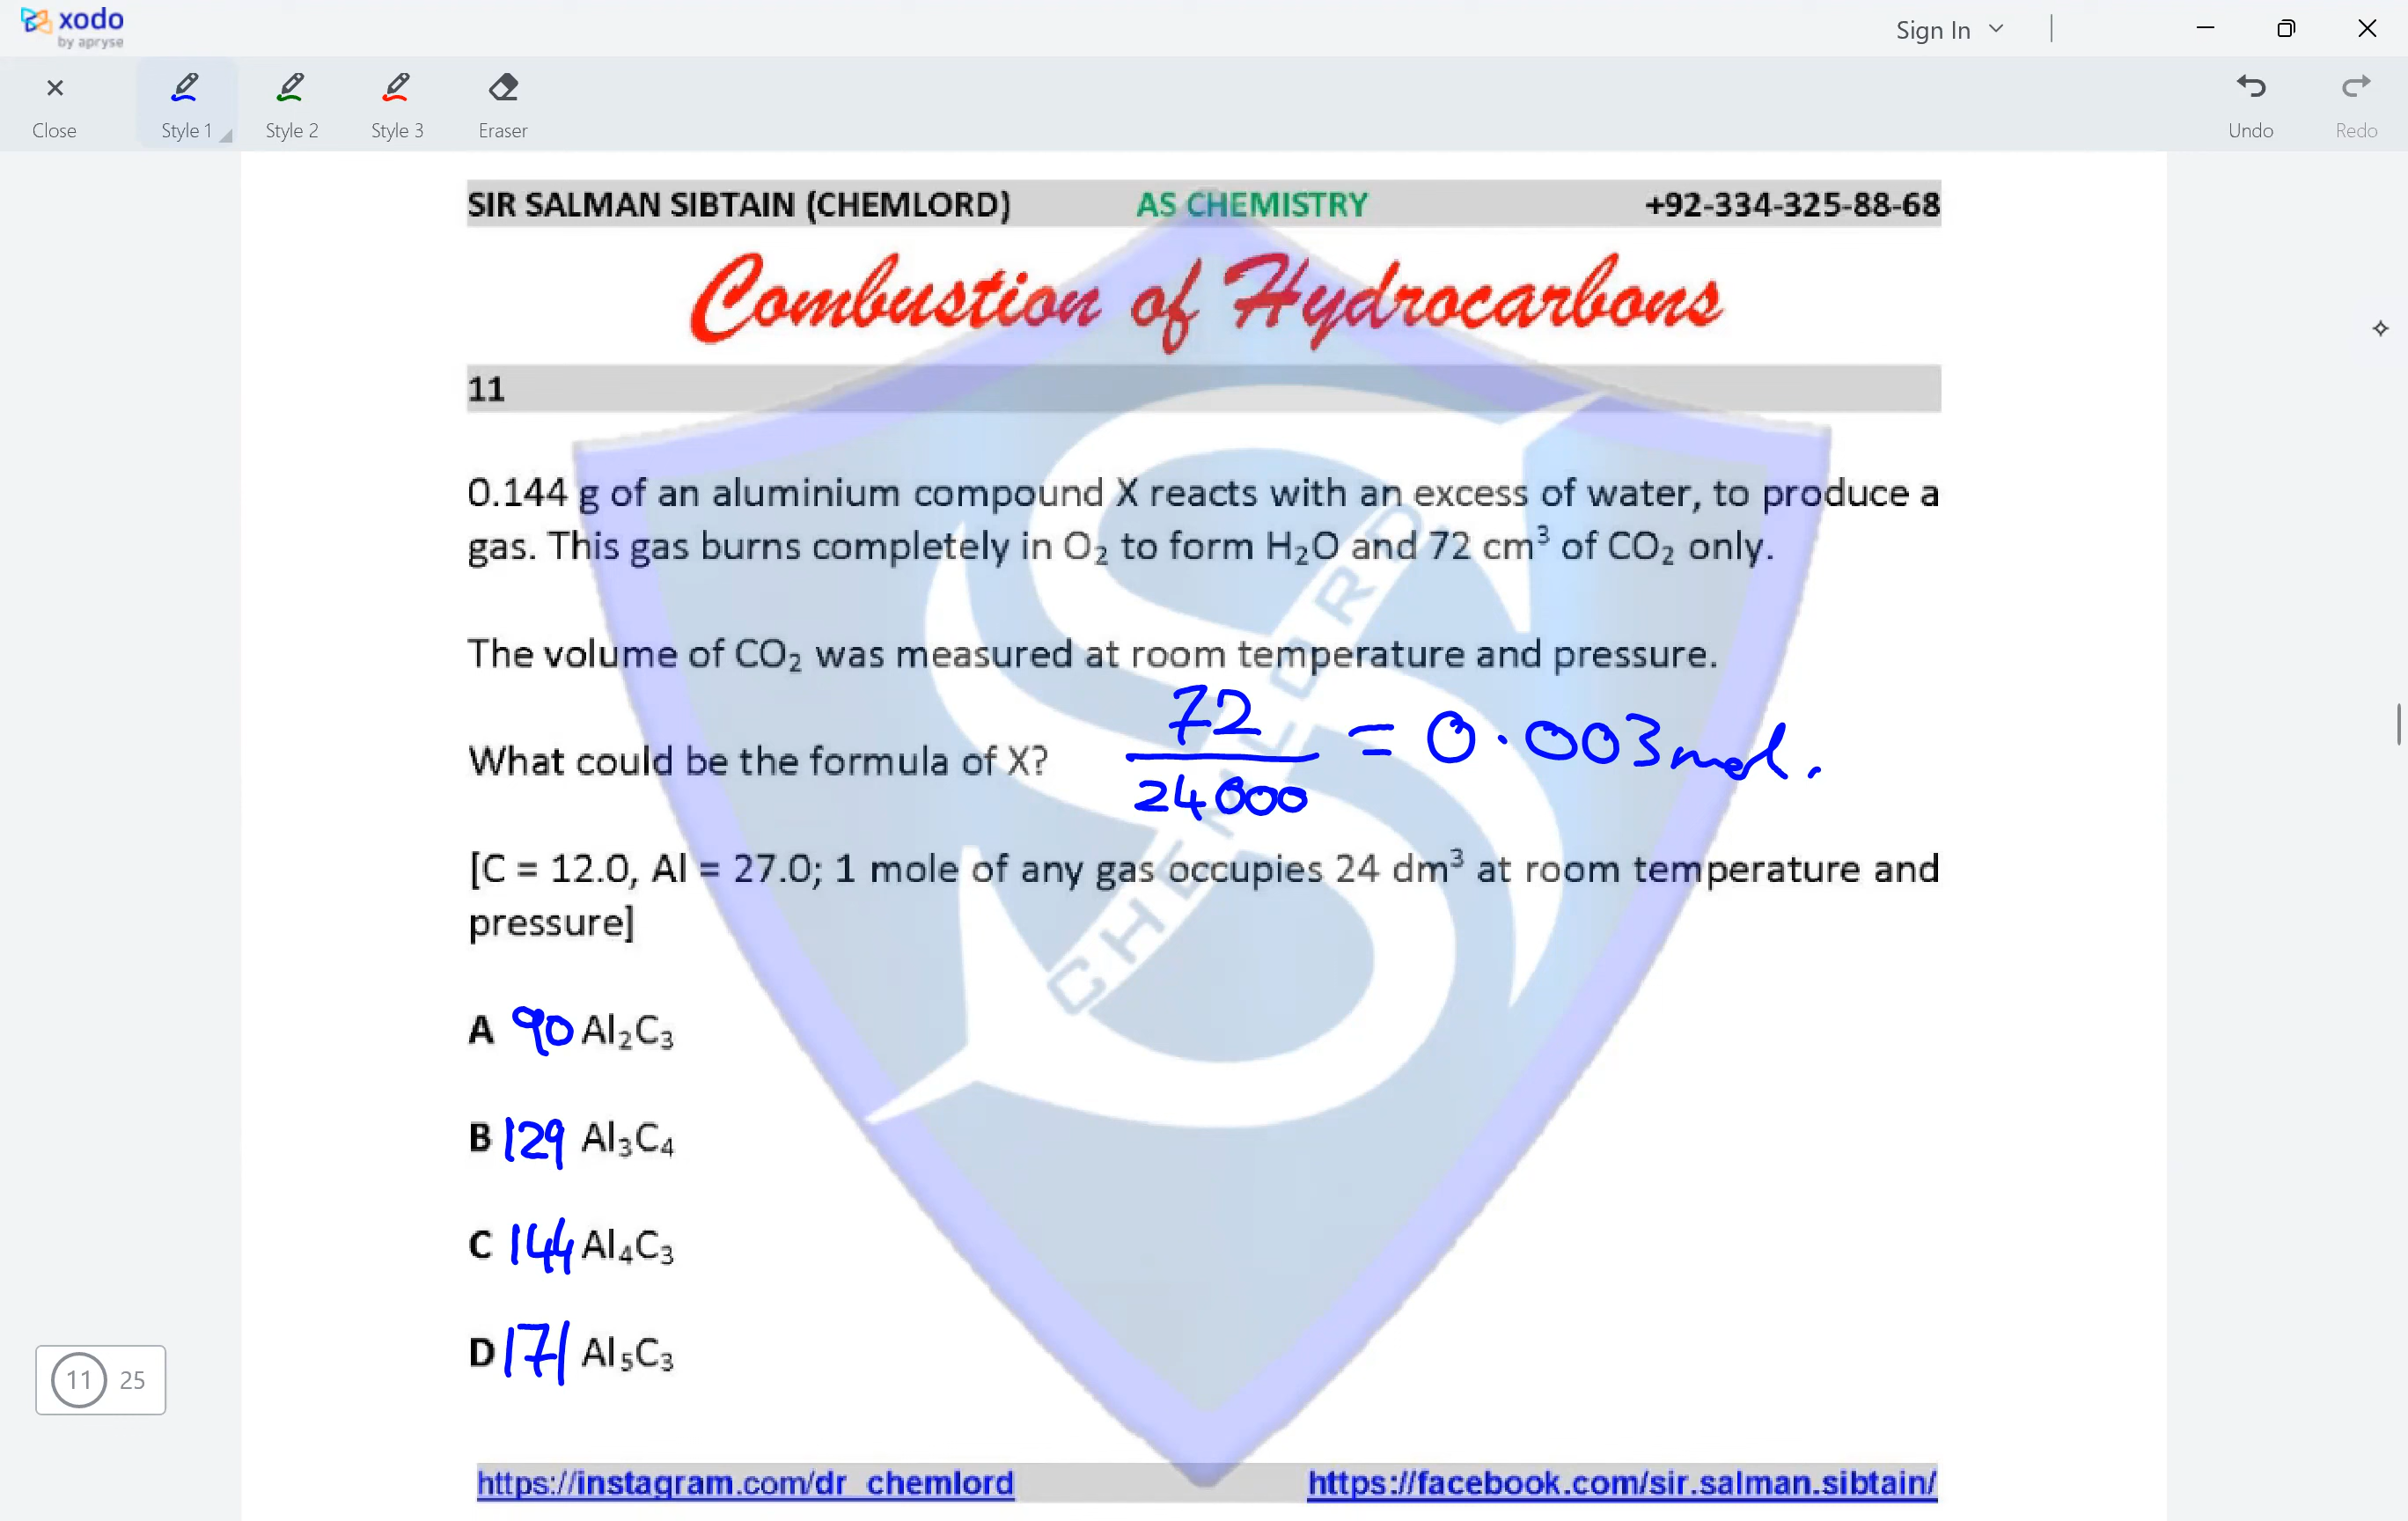 xodo
by apryse
Sign In
Close
Style 1
Style 2
Style 3
Eraser
Undo
Redo
SIR SALMAN SIBTAIN (CHEMLORD) AS CHEMISTRY +92-334-325-88-68
Combustion of Hydrocarbons
11
0.144 g of an aluminium compound X reacts with an excess of water, to produce a
gas. This gas burns completely in O₂ to form H₂O and 72 cm³ of CO₂ only.
The volume of CO₂ was measured at room temperature and pressure.
What could be the formula of X?
72
24000
= 0.003mol.
[C = 12.0, Al = 27.0; 1 mole of any gas occupies 24 dm³ at room temperature and
pressure]
A 90 Al₂C₃
B 129 Al₃C₄
C 144 Al₄C₃
D 171 Al₅C₃
CHEMLORD
11 25
https://instagram.com/dr_chemlord https://facebook.com/sir.salman.sibtain/